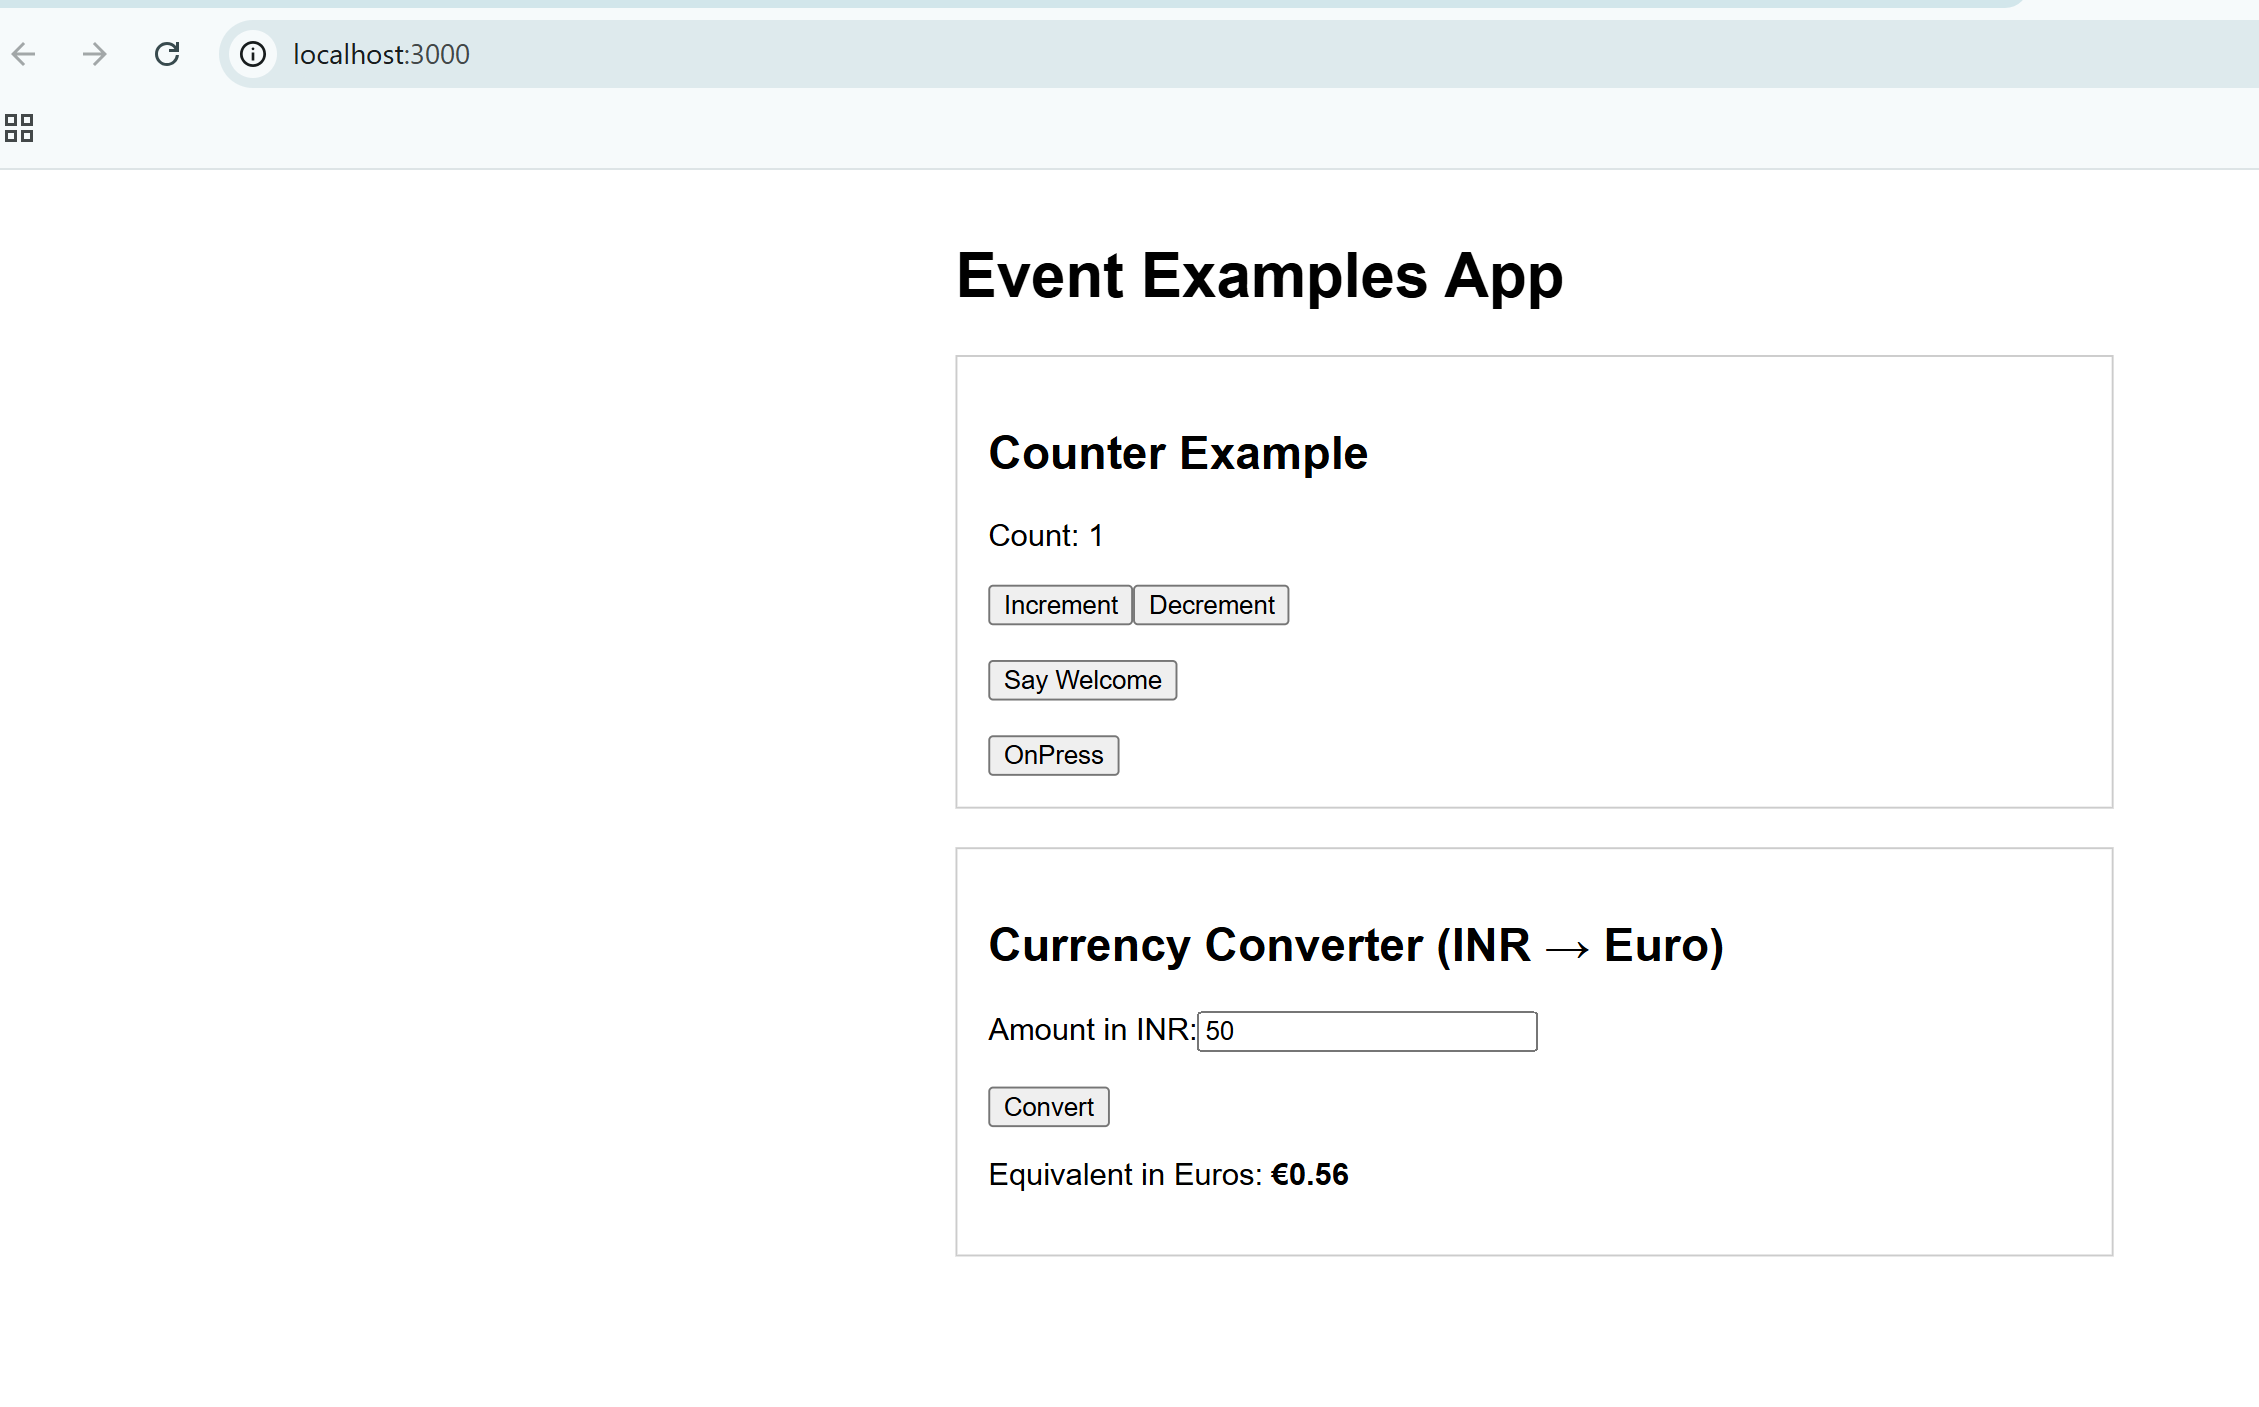 localhost:3000
Event Examples App
Counter Example
Count: 1
Increment Decrement
Say Welcome
OnPress
Currency Converter (INR → Euro)
Amount in INR: 50
Convert
Equivalent in Euros: €0.56